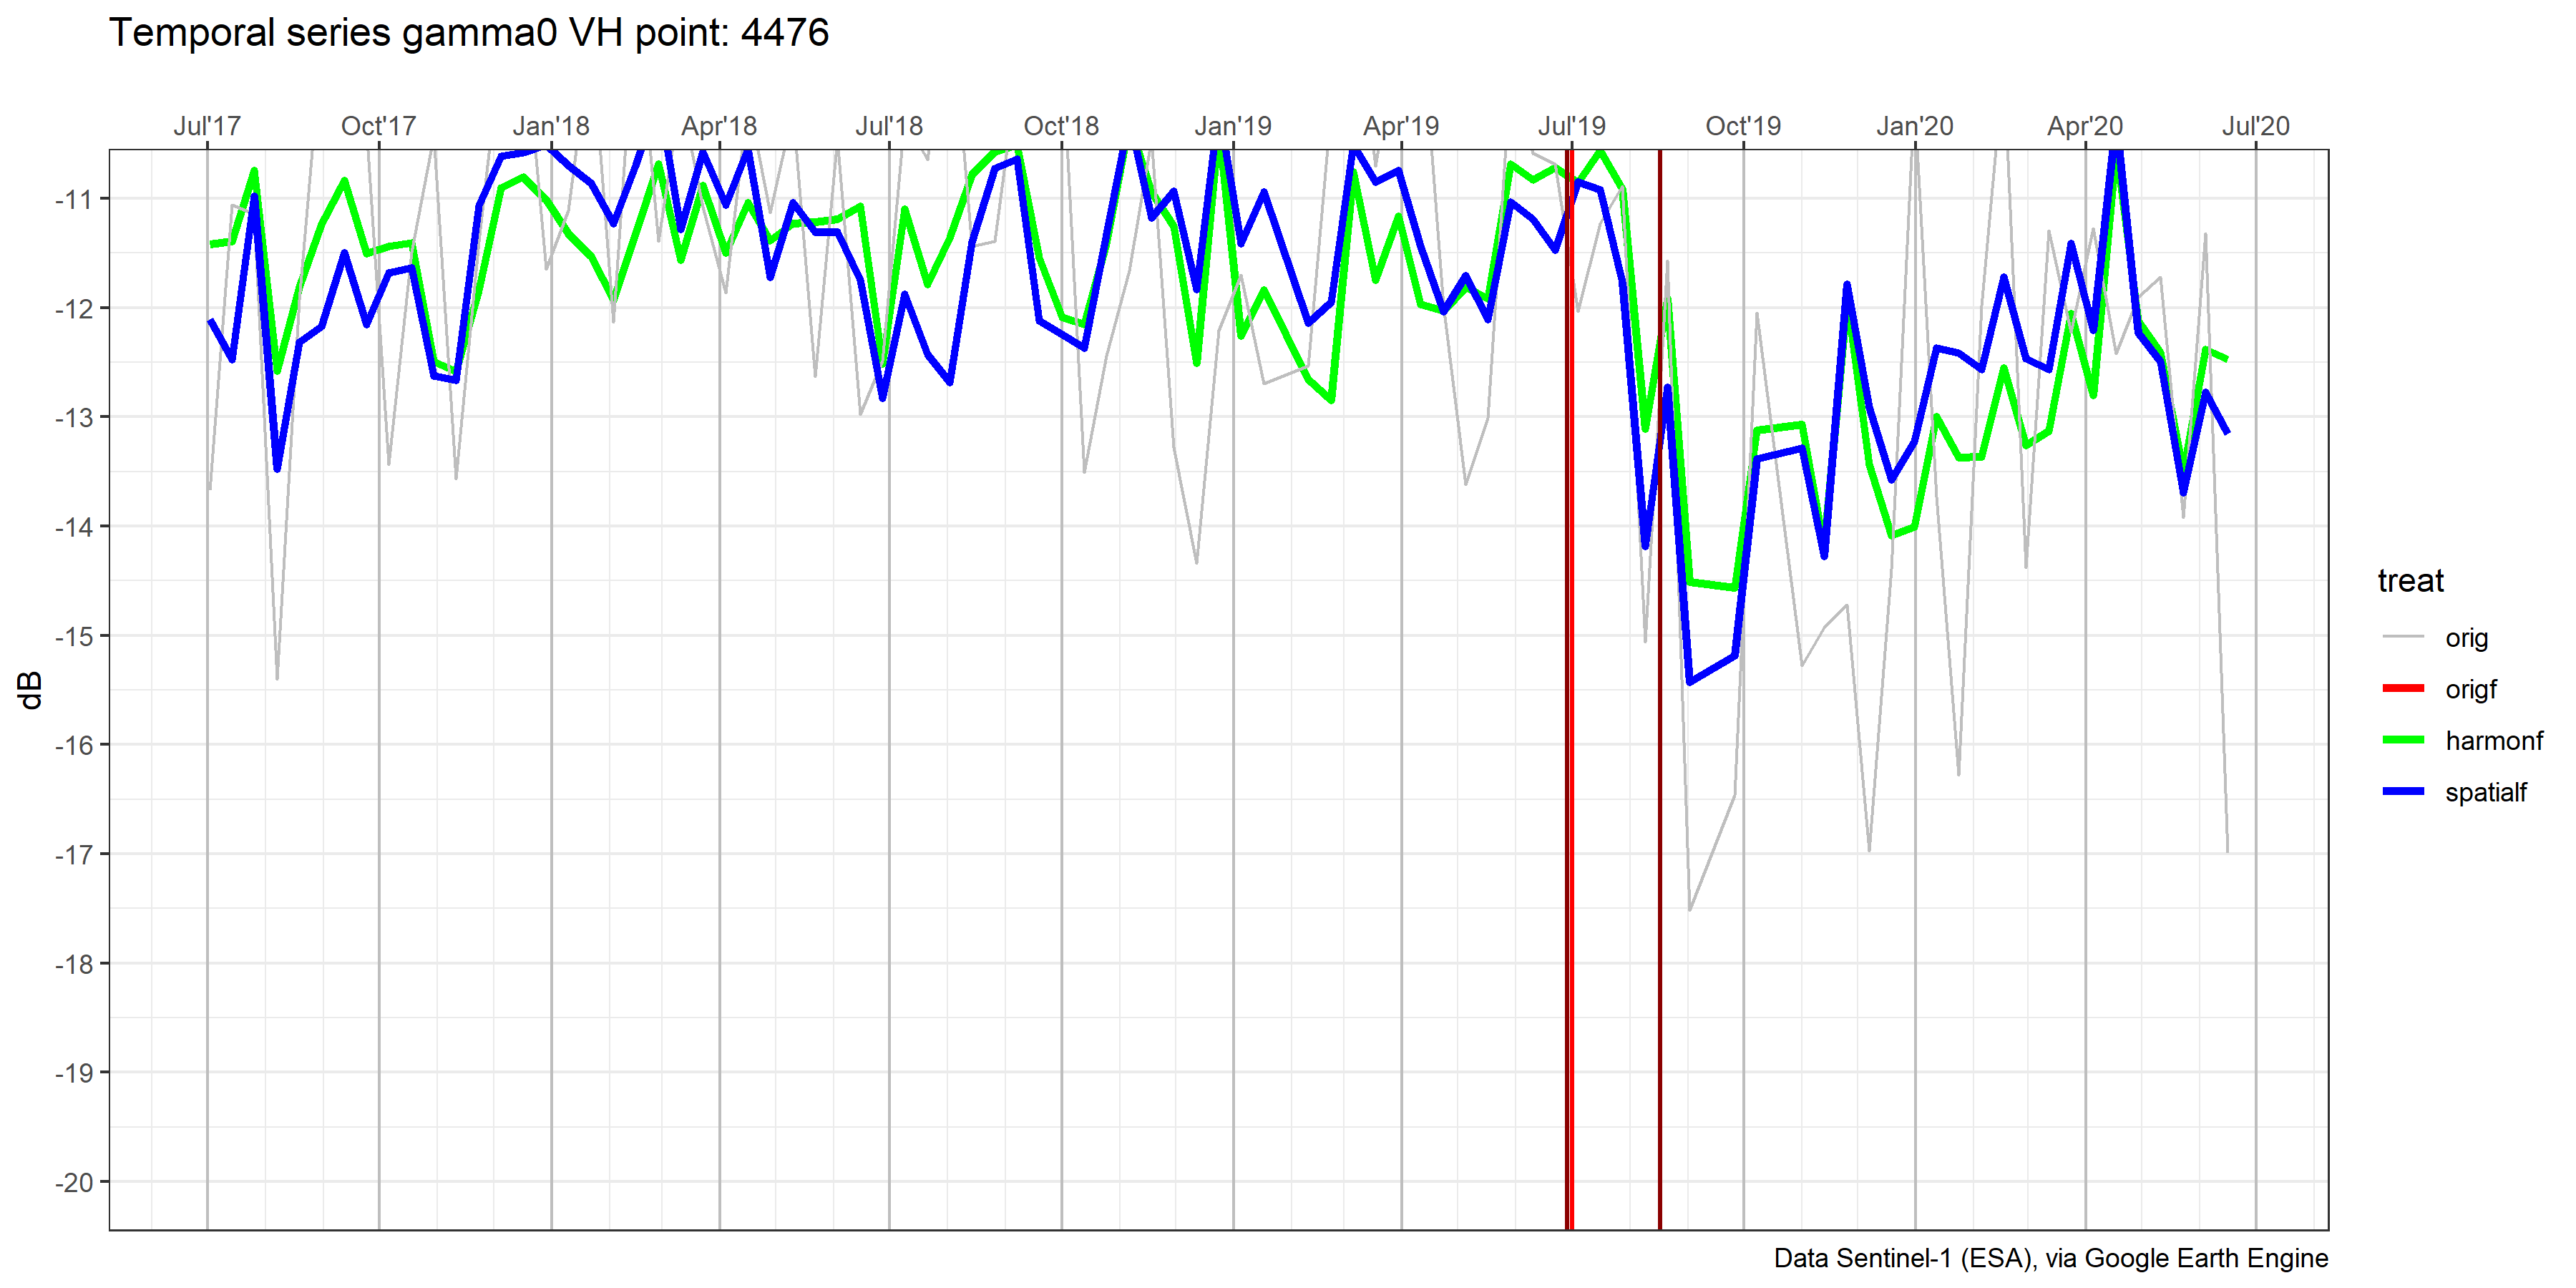 Temporal series gamma0 VH point: 4476
Jul'17 Oct'17 Jan'18 Apr'18 Jul'18 Oct'18 Jan'19 Apr'19 Jul'19 Oct'19 Jan'20 Apr'20 Jul'20
-11
-12
-13
-14
-15
-16
-17
-18
-19
-20
dB
treat
orig
origf
harmonf
spatialf
Data Sentinel-1 (ESA), via Google Earth Engine